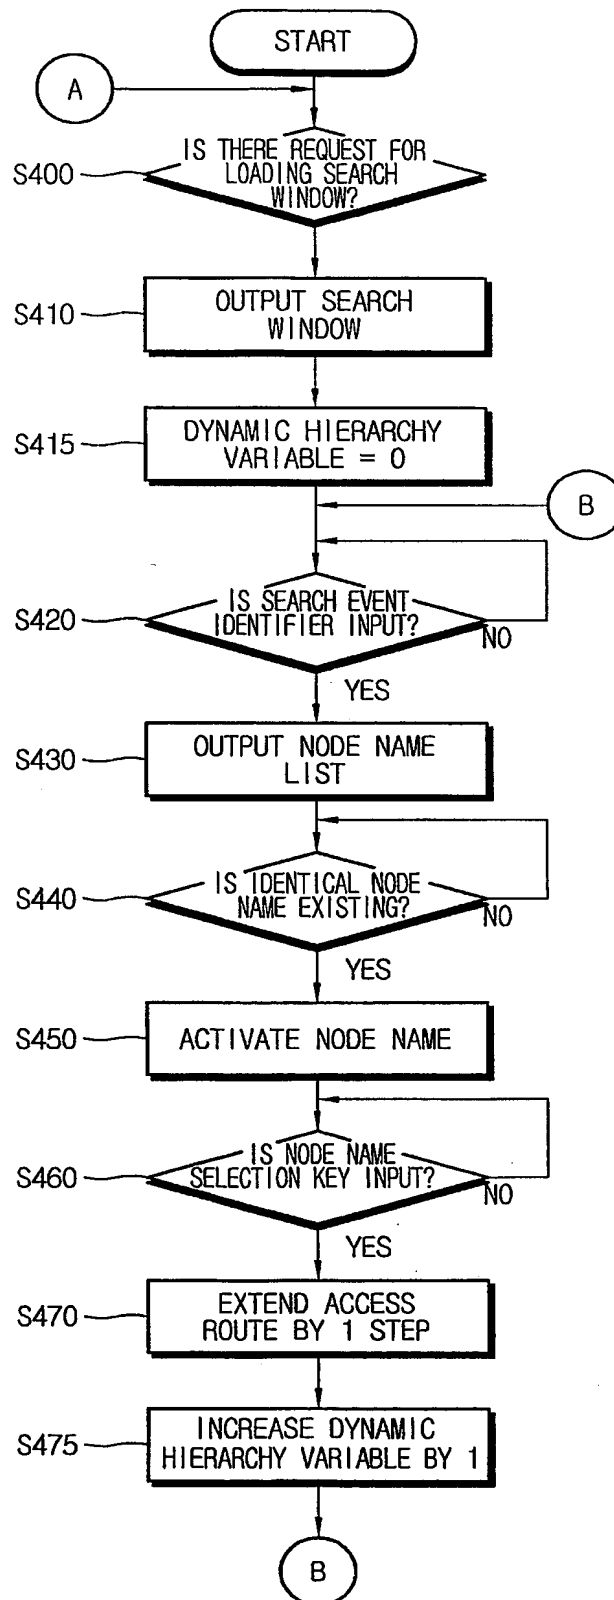 START
A
S400
IS THERE REQUEST FOR
LOADING SEARCH
WINDOW?
S410
OUTPUT SEARCH
WINDOW
S415
DYNAMIC HIERARCHY
VARIABLE = 0
B
S420
IS SEARCH EVENT
IDENTIFIER INPUT?
NO
YES
S430
OUTPUT NODE NAME
LIST
S440
IS IDENTICAL NODE
NAME EXISTING?
NO
YES
S450
ACTIVATE NODE NAME
S460
IS NODE NAME
SELECTION KEY INPUT?
NO
YES
S470
EXTEND ACCESS
ROUTE BY 1 STEP
S475
INCREASE DYNAMIC
HIERARCHY VARIABLE BY 1
B